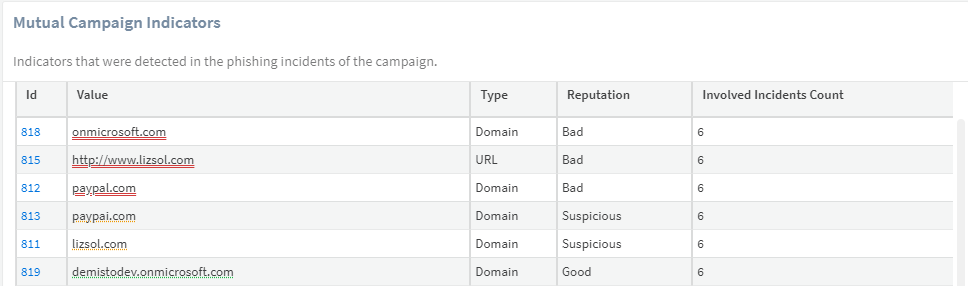 Mutual Campaign Indicators
Indicators that were detected in the phishing incidents of the campaign.
Id Value Type Reputation Involved Incidents Count
818 onmicrosoft.com Domain Bad 6
815 http://www.lizsol.com URL Bad 6
812 paypal.com Domain Bad 6
813 paypai.com Domain Suspicious 6
811 lizsol.com Domain Suspicious 6
819 demistodev.onmicrosoft.com Domain Good 6